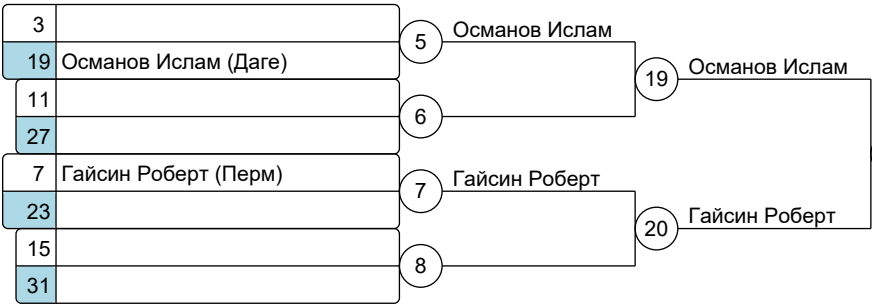 3
19 Османов Ислам (Даге)
11
27
7 Гайсин Роберт (Перм)
23
15
31
5 Османов Ислам
6
7 Гайсин Роберт
8
19 Османов Ислам
20 Гайсин Роберт